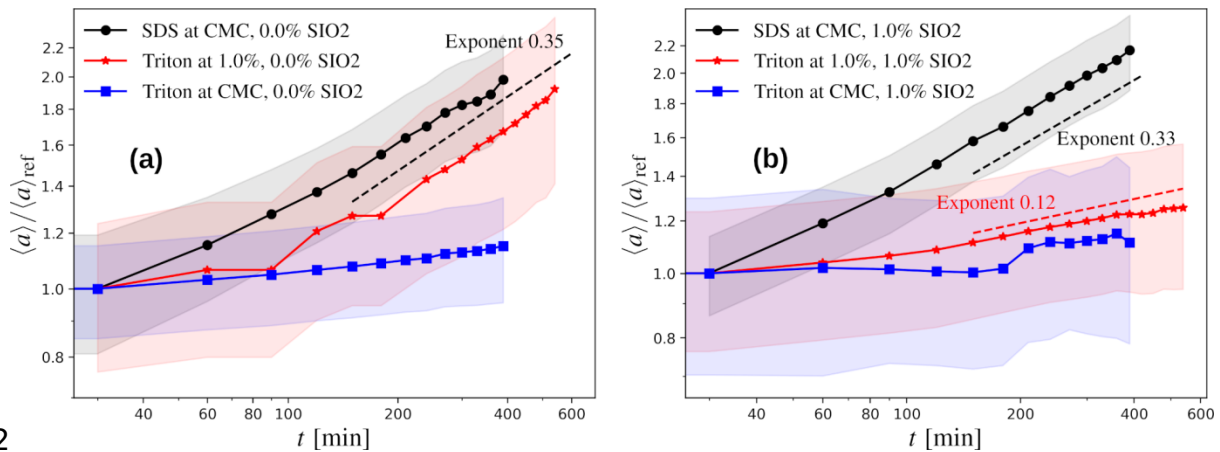 (a)
SDS at CMC, 0.0% SIO2
Triton at 1.0%, 0.0% SIO2
Triton at CMC, 0.0% SIO2
Exponent 0.35
⟨a⟩/⟨a⟩ref
2.2
2.0
1.8
1.6
1.4
1.2
1.0
0.8
40
60
80
100
200
400
600
t [min]
(b)
SDS at CMC, 1.0% SIO2
Triton at 1.0%, 1.0% SIO2
Triton at CMC, 1.0% SIO2
Exponent 0.33
Exponent 0.12
⟨a⟩/⟨a⟩ref
2.2
2.0
1.8
1.6
1.4
1.2
1.0
0.8
40
60
80
100
200
400
600
t [min]
2